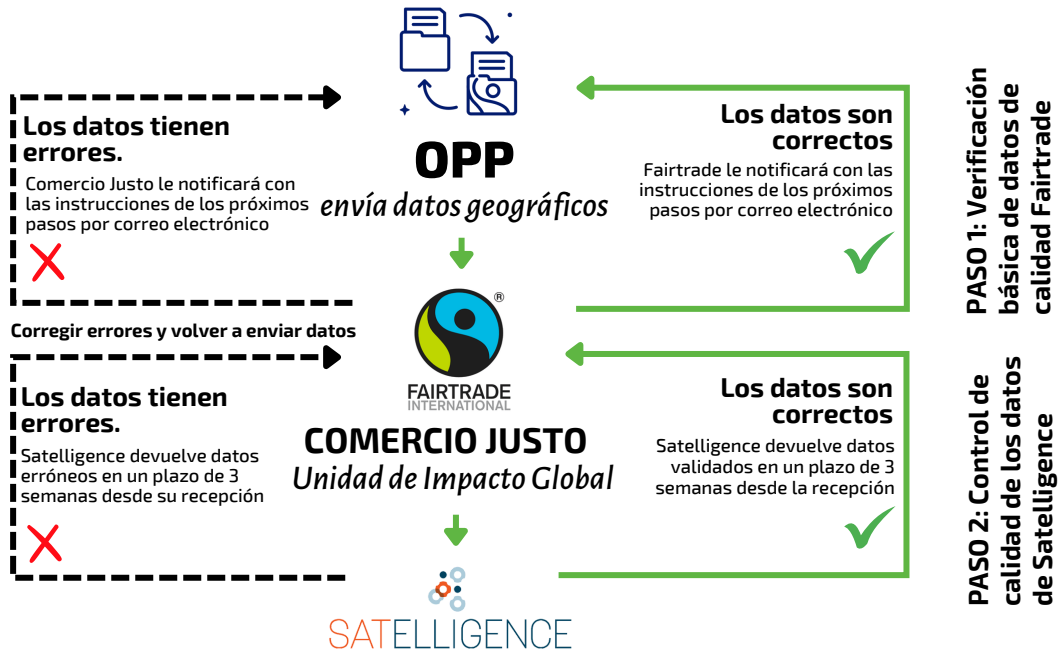 OPP
envía datos geográficos
Los datos tienen
errores.
Comercio Justo le notificará con
las instrucciones de los próximos
pasos por correo electrónico
Los datos son
correctos
Fairtrade le notificará con las
instrucciones de los próximos
pasos por correo electrónico
PASO 1: Verificación
básica de datos de
calidad Fairtrade
Corregir errores y volver a enviar datos
®
FAIRTRADE
INTERNATIONAL
COMERCIO JUSTO
Unidad de Impacto Global
Los datos tienen
errores.
Satelligence devuelve datos
erróneos en un plazo de 3
semanas desde su recepción
Los datos son
correctos
Satelligence devuelve datos
validados en un plazo de 3
semanas desde la recepción
PASO 2: Control de
calidad de los datos
de Satelligence
SATELLIGENCE